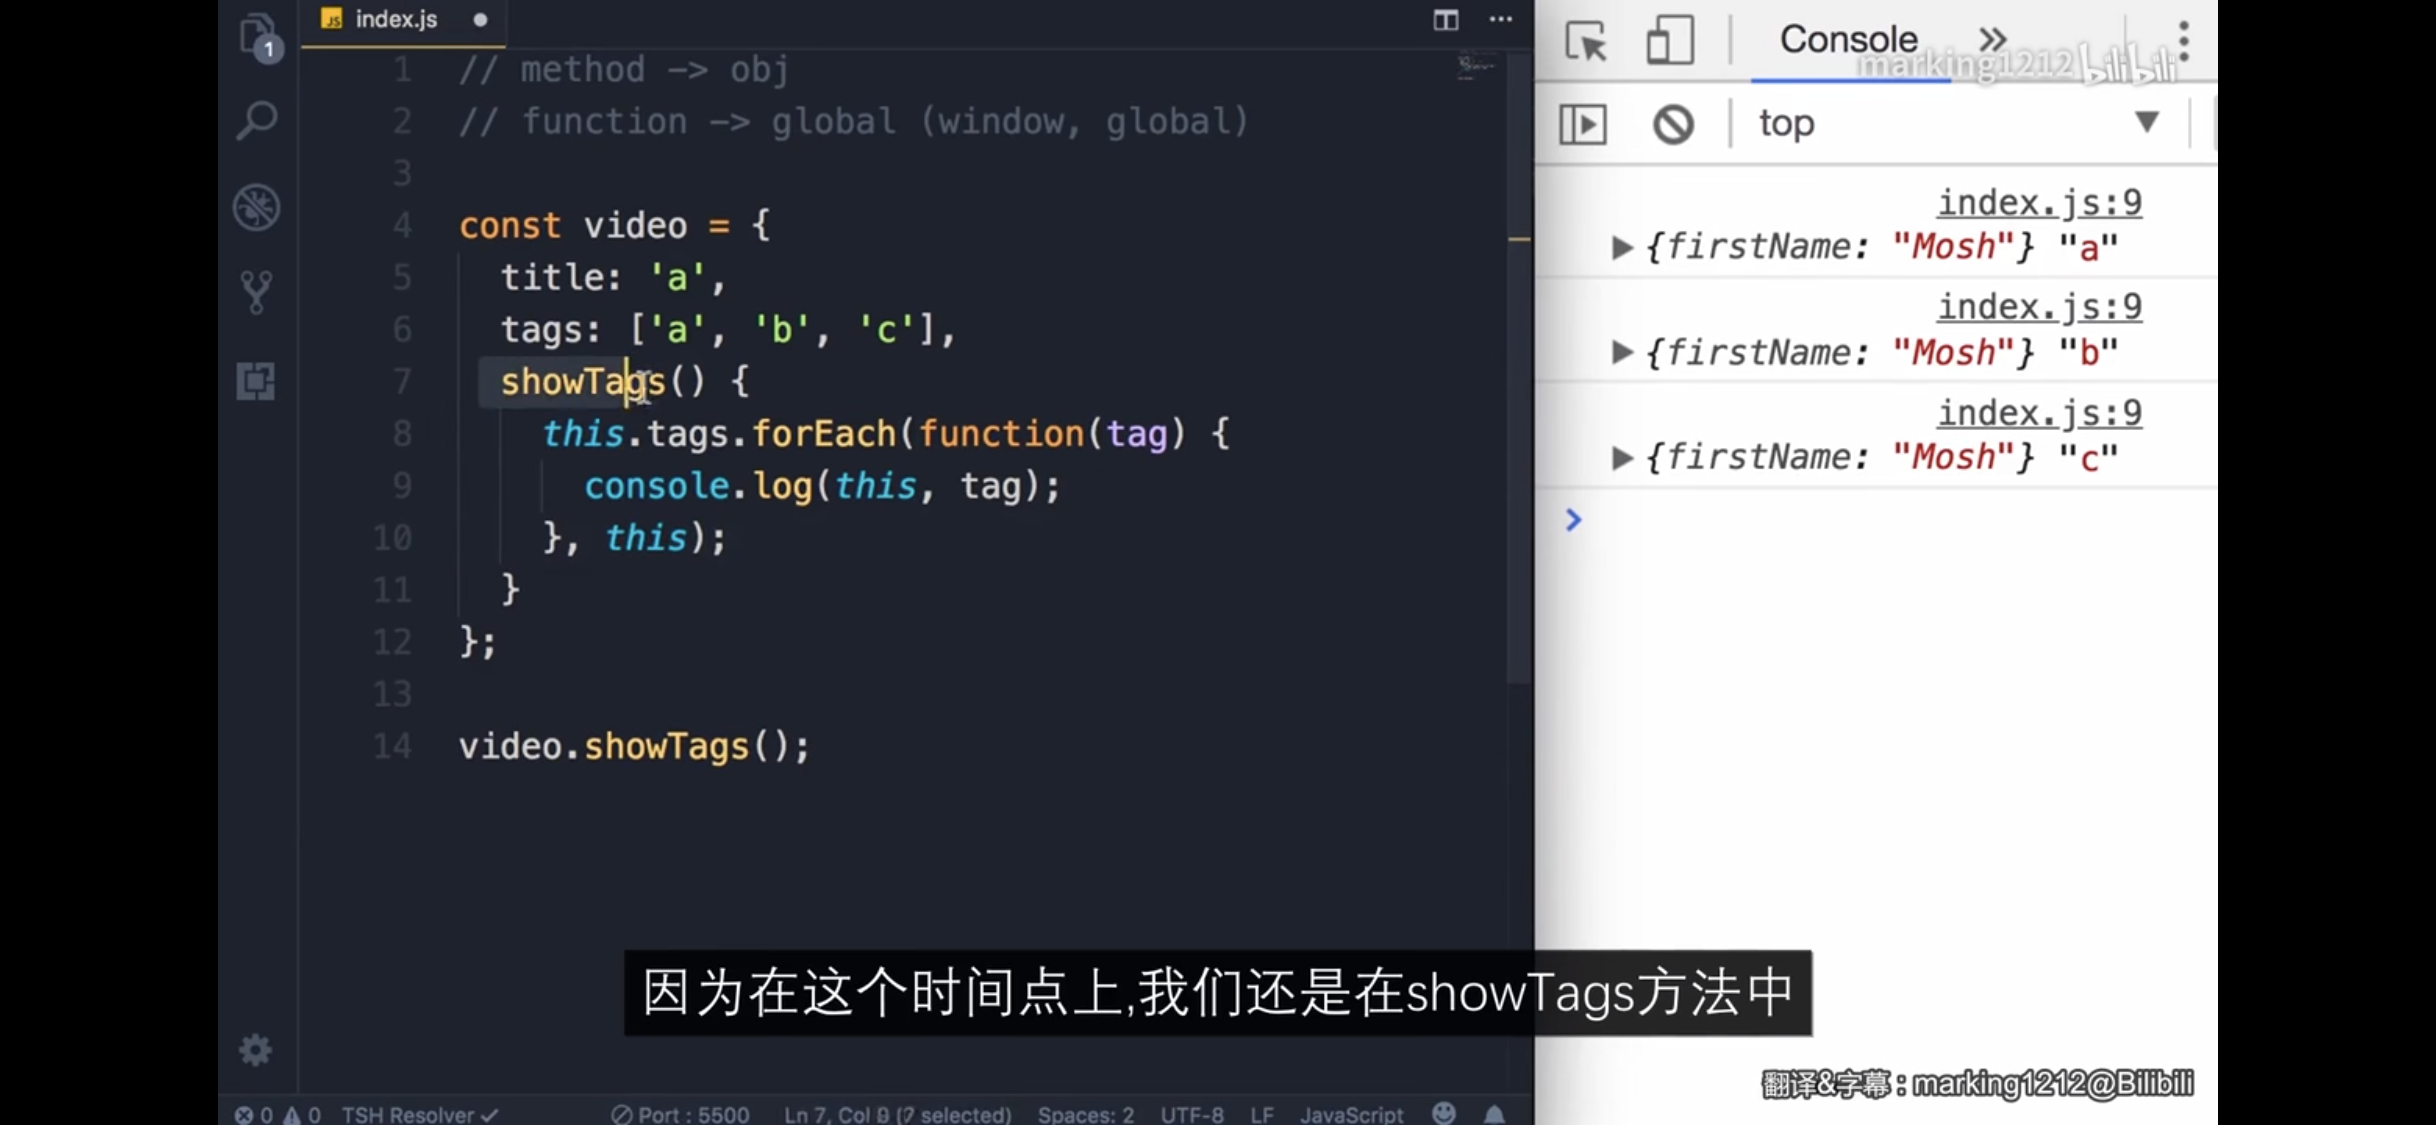 index.js
1
1 // method -> obj
2 // function -> global (window, global)
3
4 const video = {
5 title: 'a',
6 tags: ['a', 'b', 'c'],
7 showTags() {
8 this.tags.forEach(function(tag) {
9 console.log(this, tag);
10 }, this);
11 }
12 };
13
14 video.showTags();
Console
marking1212 bilibili
top
index.js:9
{firstName: "Mosh"} "a"
index.js:9
{firstName: "Mosh"} "b"
index.js:9
{firstName: "Mosh"} "c"
因为在这个时间点上,我们还是在showTags方法中
翻译&字幕 : marking1212@Bilibili
0 0 TSH Resolver Port : 5500 Ln 7, Col (7 selected) Spaces: 2 UTF-8 LF JavaScript